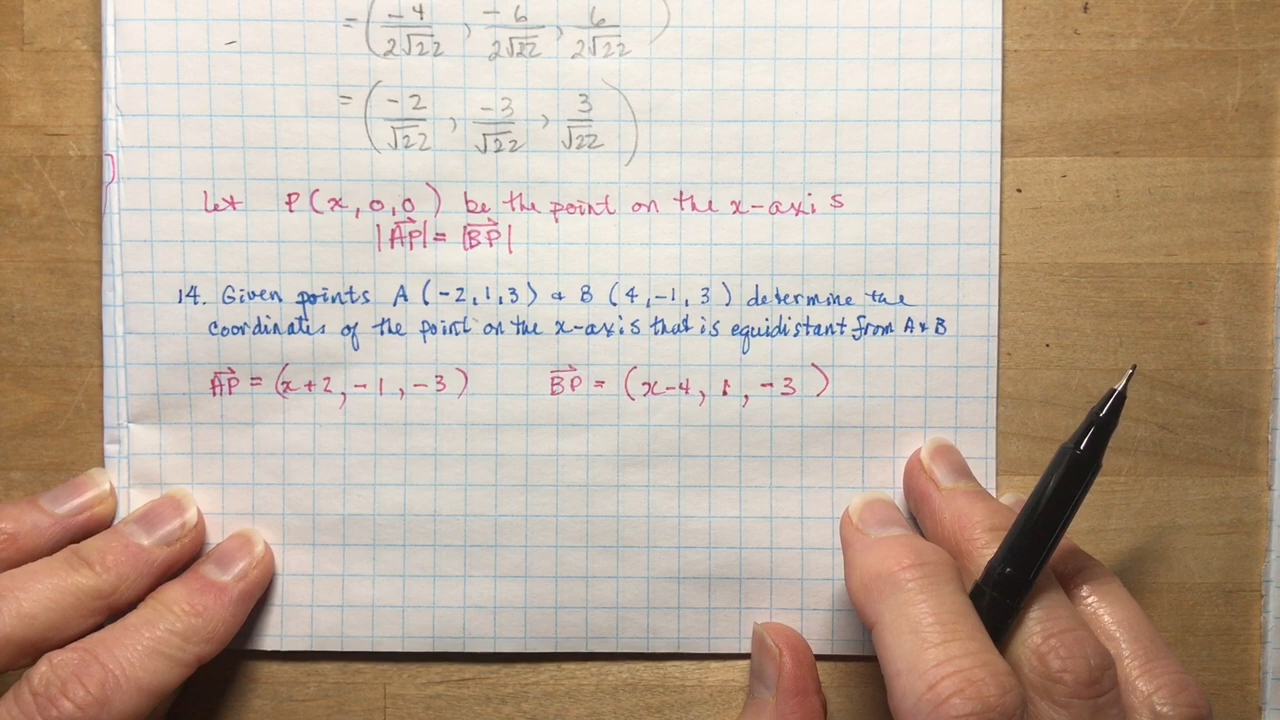 = (-4/2√22, -6/2√22, 6/2√22)
= (-2/√22, -3/√22, 3/√22)
Let P(x,0,0) be the point on the x-axis
|AP→| = |BP→|
14. Given points A (-2,1,3) & B (4,-1,3) determine the
coordinates of the point on the x-axis that is equidistant from A & B
AP→ = (x+2, -1, -3) BP→ = (x-4, 1, -3)